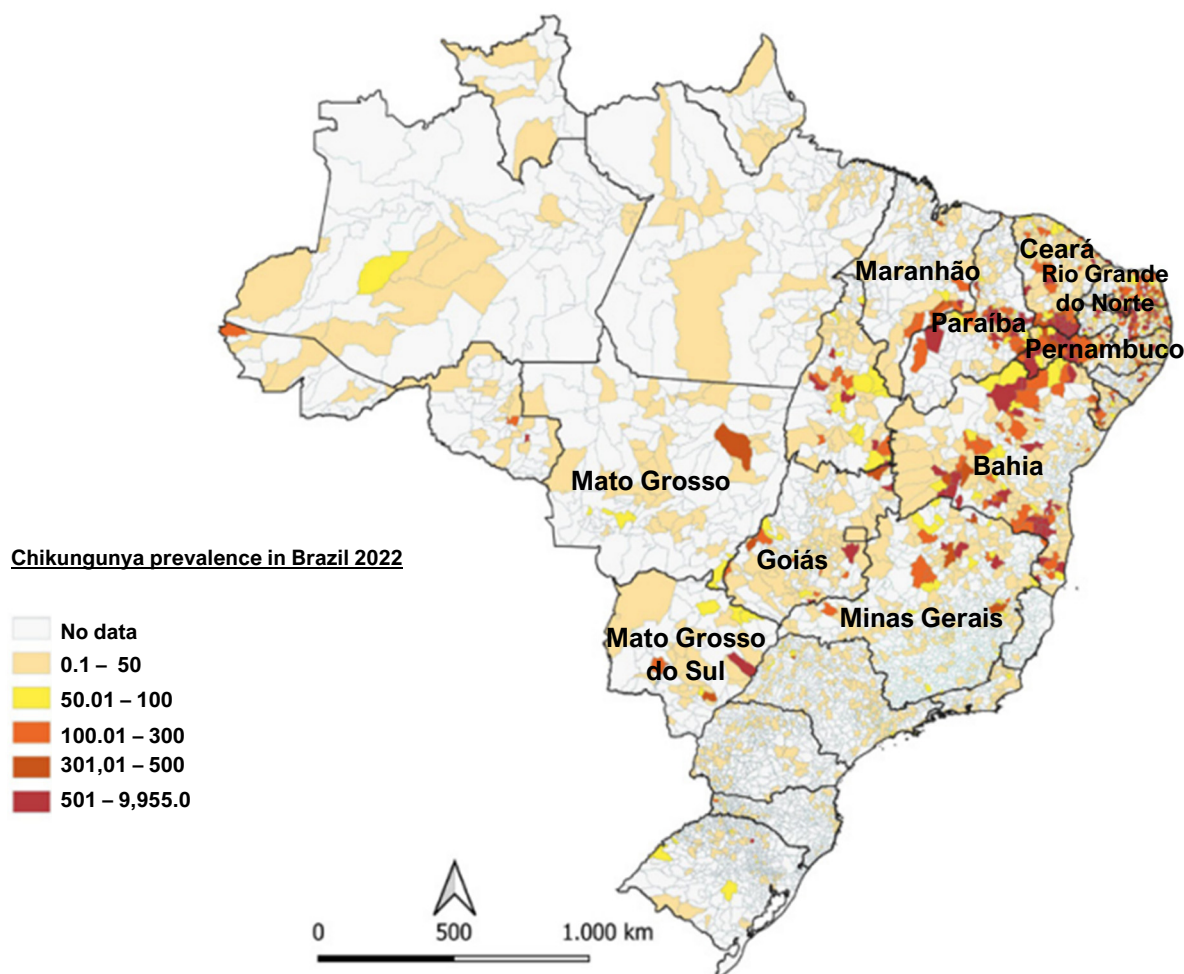 Ceará
Maranhão
Rio Grande
do Norte
Paraíba
Pernambuco
Bahia
Mato Grosso
Goiás
Minas Gerais
Mato Grosso
do Sul
Chikungunya prevalence in Brazil 2022
No data
0.1 – 50
50.01 – 100
100.01 – 300
301,01 – 500
501 – 9,955.0
0 500 1.000 km